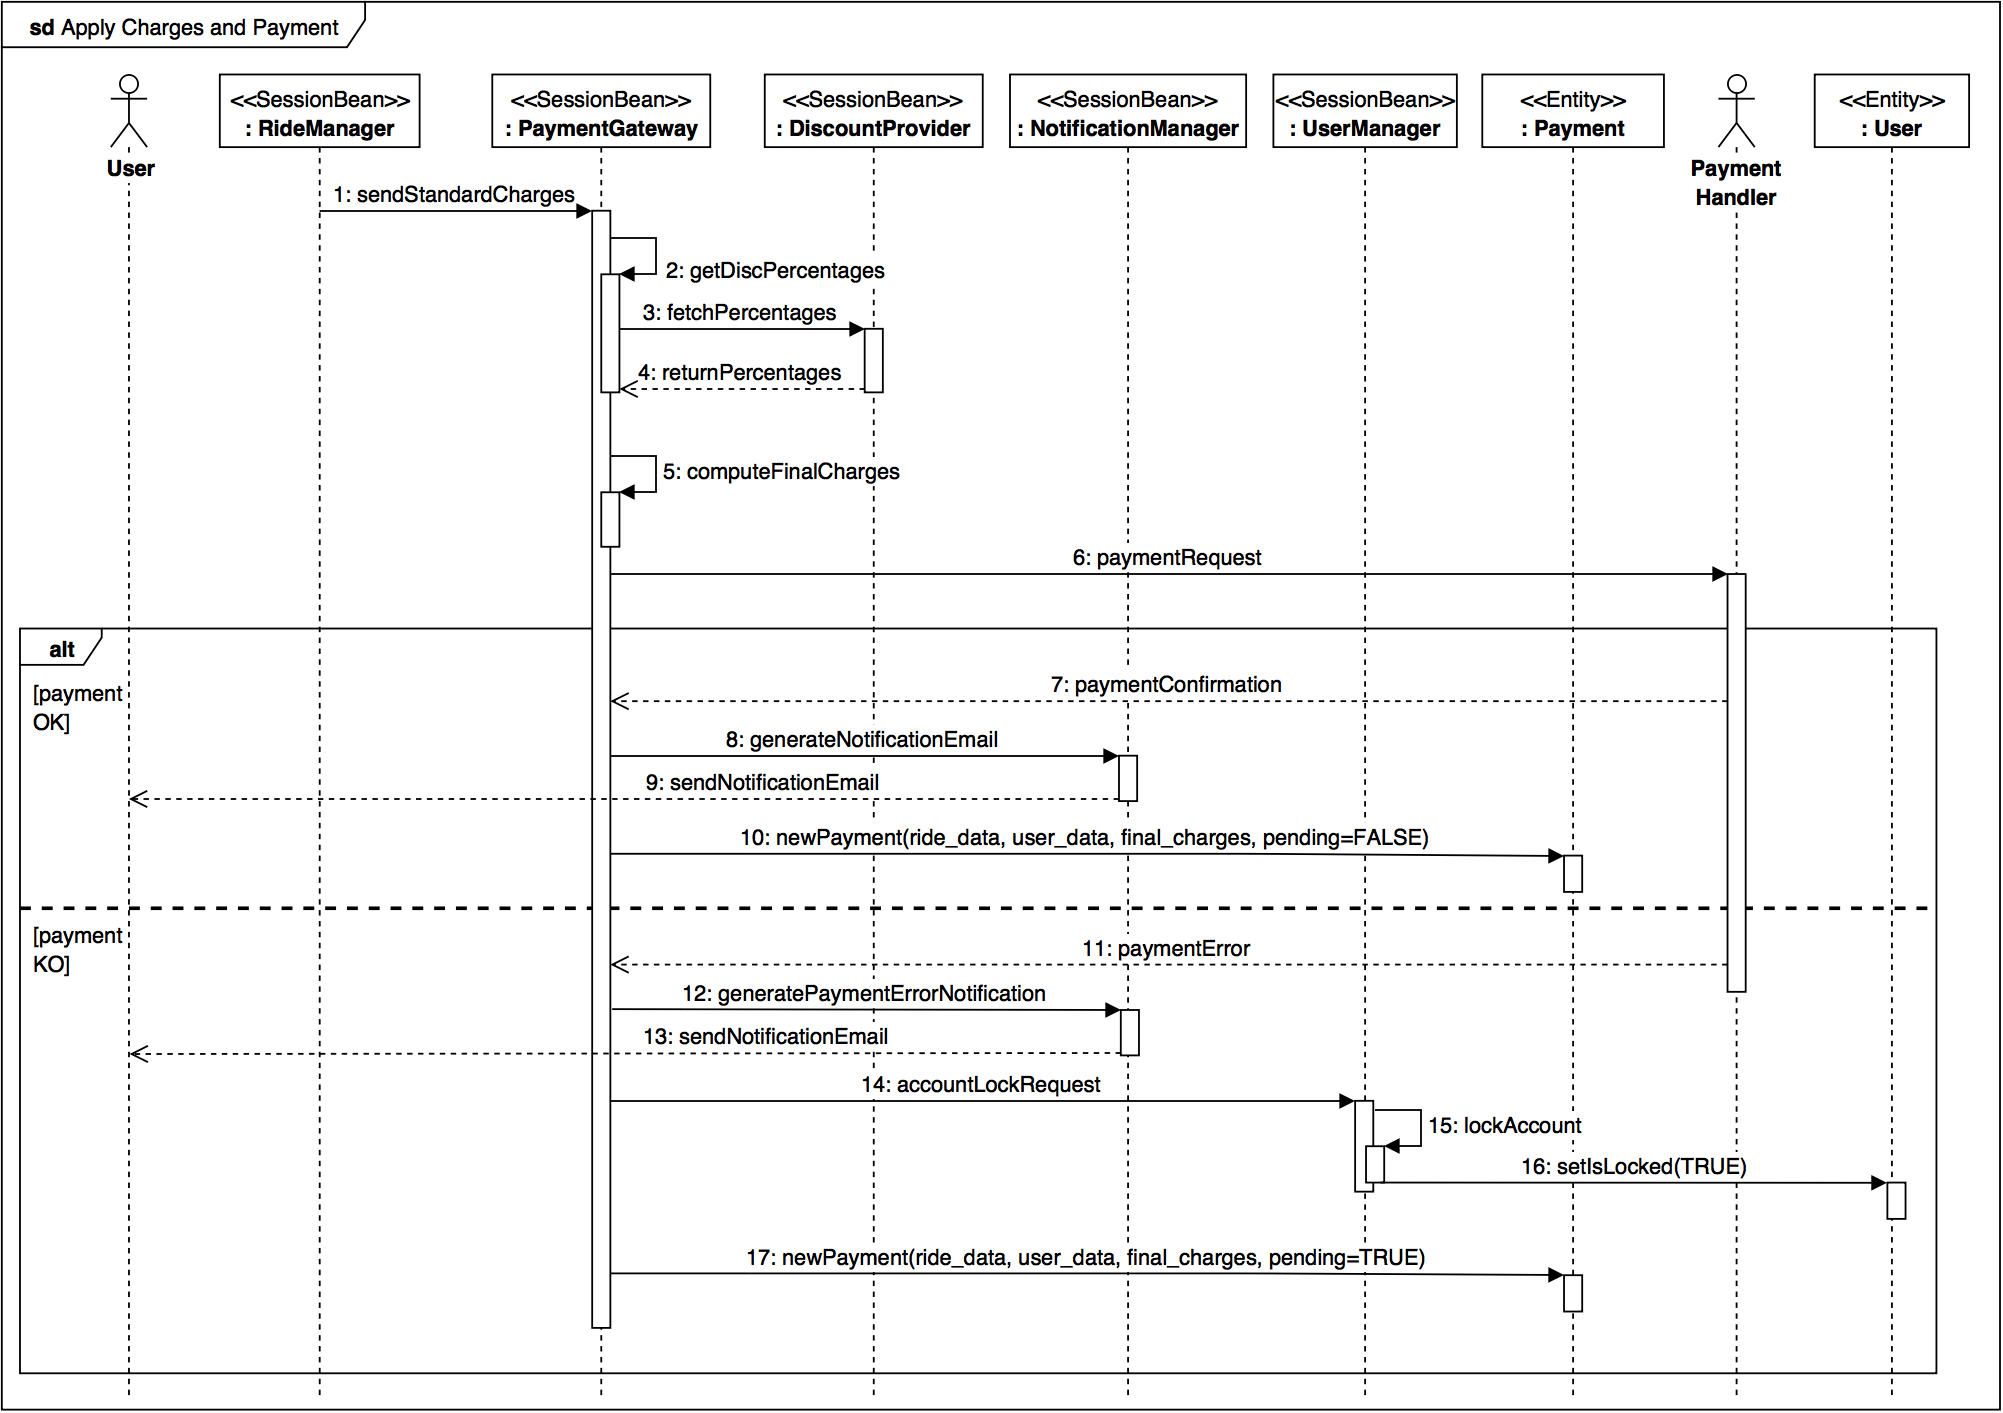 sd Apply Charges and Payment
User
<<SessionBean>>
: RideManager
<<SessionBean>>
: PaymentGateway
<<SessionBean>>
: DiscountProvider
<<SessionBean>>
: NotificationManager
<<SessionBean>>
: UserManager
<<Entity>>
: Payment
Payment
Handler
<<Entity>>
: User
1: sendStandardCharges
2: getDiscPercentages
3: fetchPercentages
4: returnPercentages
5: computeFinalCharges
6: paymentRequest
alt
[payment
OK]
7: paymentConfirmation
8: generateNotificationEmail
9: sendNotificationEmail
10: newPayment(ride_data, user_data, final_charges, pending=FALSE)
[payment
KO]
11: paymentError
12: generatePaymentErrorNotification
13: sendNotificationEmail
14: accountLockRequest
15: lockAccount
16: setIsLocked(TRUE)
17: newPayment(ride_data, user_data, final_charges, pending=TRUE)